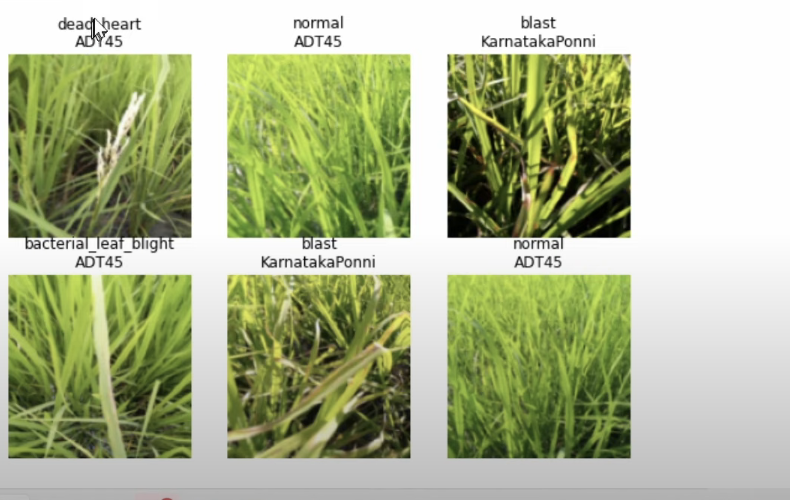 dead_heart
ADT45
normal
ADT45
blast
KarnatakaPonni
bacterial_leaf_blight
ADT45
blast
KarnatakaPonni
normal
ADT45